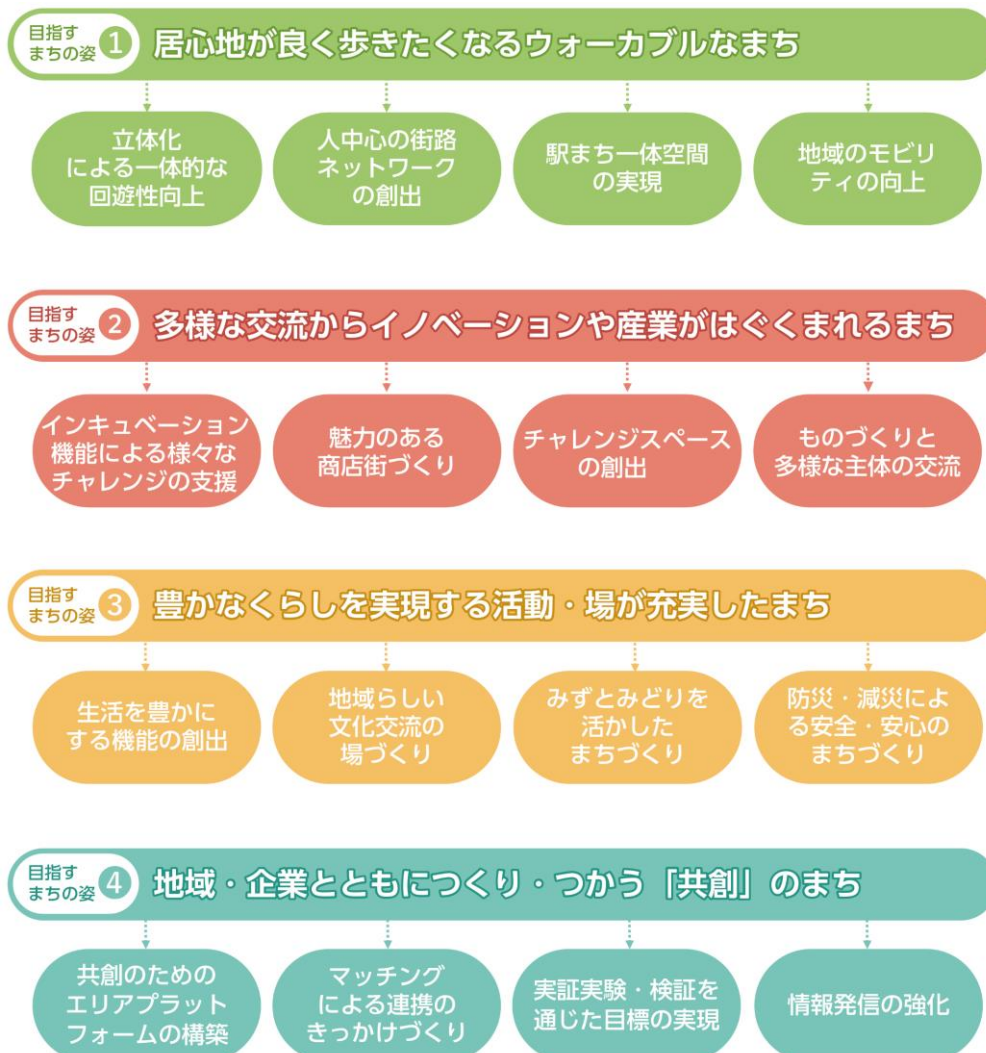 目指す
まちの姿 1 居心地が良く歩きたくなるウォーカブルなまち
立体化
による一体的な
回遊性向上
人中心の街路
ネットワーク
の創出
駅まち一体空間
の実現
地域のモビリ
ティの向上
目指す
まちの姿 2 多様な交流からイノベーションや産業がはぐくまれるまち
インキュベーション
機能による様々な
チャレンジの支援
魅力のある
商店街づくり
チャレンジスペース
の創出
ものづくりと
多様な主体の交流
目指す
まちの姿 3 豊かなくらしを実現する活動・場が充実したまち
生活を豊かに
する機能の創出
地域らしい
文化交流の
場づくり
みずとみどりを
活かした
まちづくり
防災・減災によ
る安全・安心の
まちづくり
目指す
まちの姿 4 地域・企業とともにつくり・つかう「共創」のまち
共創のための
エリアプラット
フォームの構築
マッチング
による連携の
きっかけづくり
実証実験・検証を
通じた目標の実現
情報発信の強化